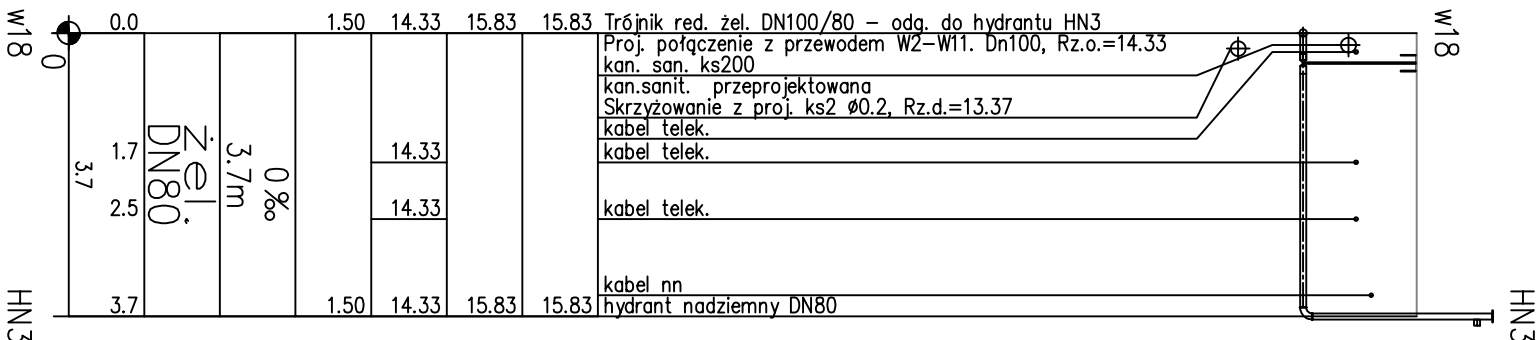 W18
0
0.0
1.50
14.33
15.83
15.83
Trójnik red. żel. DN100/80 – odg. do hydrantu HN3
Proj. połączenie z przewodem W2–W11. Dn100, Rz.o.=14.33
kan. san. ks200
kan.sanit. przeprojektowana
Skrzyżowanie z proj. ks2 Ø0.2, Rz.d.=13.37
kabel telek.
1.7
14.33
kabel telek.
2.5
14.33
kabel telek.
kabel nn
3.7
1.50
14.33
15.83
15.83
hydrant nadziemny DN80
3.7
Żel.
DN80
0‰
3.7m
HN3
W18
HN3